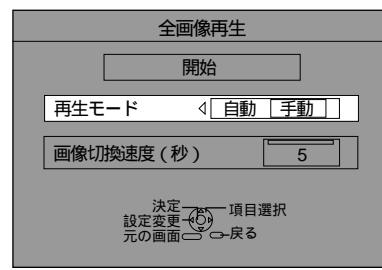 全画像再生
開始
再生モード 自動 手動
画像切換速度(秒) 5
決定 項目選択
設定変更
元の画面 戻る